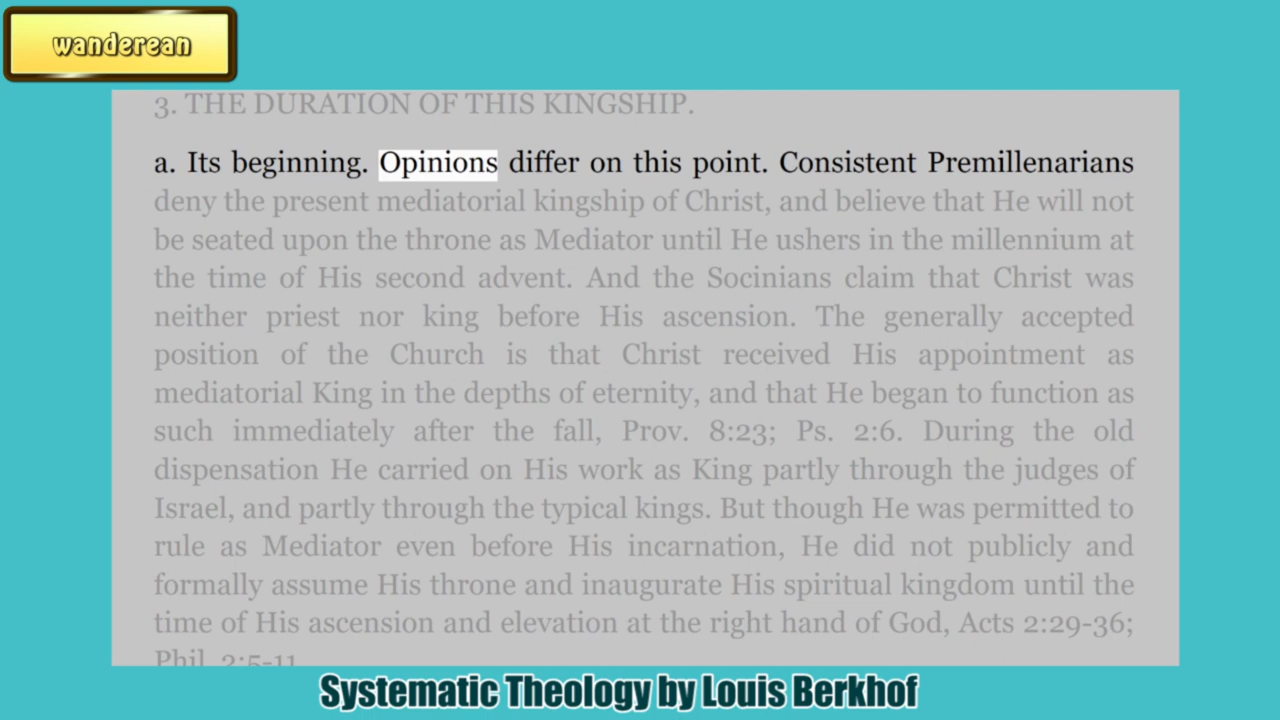 wanderean
3. THE DURATION OF THIS KINGSHIP.
a. Its beginning. Opinions differ on this point. Consistent Premillenarians
deny the present mediatorial kingship of Christ, and believe that He will not
be seated upon the throne as Mediator until He ushers in the millennium at
the time of His second advent. And the Socinians claim that Christ was
neither priest nor king before His ascension. The generally accepted
position of the Church is that Christ received His appointment as
mediatorial King in the depths of eternity, and that He began to function as
such immediately after the fall, Prov. 8:23; Ps. 2:6. During the old
dispensation He carried on His work as King partly through the judges of
Israel, and partly through the typical kings. But though He was permitted to
rule as Mediator even before His incarnation, He did not publicly and
formally assume His throne and inaugurate His spiritual kingdom until the
time of His ascension and elevation at the right hand of God, Acts 2:29-36;
Phil. 2:5-11.
Systematic Theology by Louis Berkhof